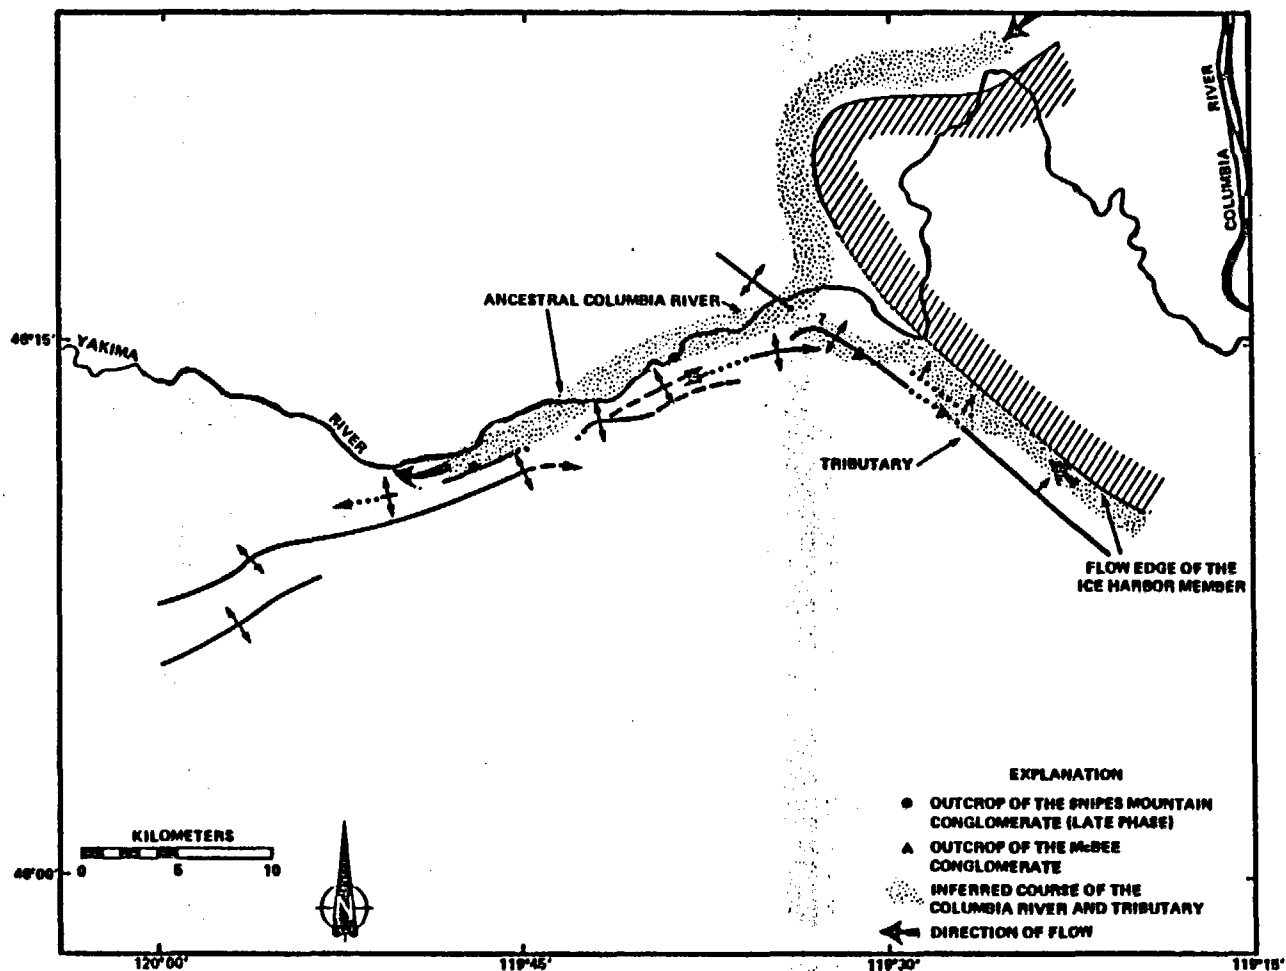 COLUMBIA RIVER
ANCESTRAL COLUMBIA RIVER
46°15'
YAKIMA
RIVER
?
TRIBUTARY
FLOW EDGE OF THE
ICE HARBOR MEMBER
EXPLANATION
OUTCROP OF THE SNIPES MOUNTAIN
CONGLOMERATE (LATE PHASE)
OUTCROP OF THE McBEE
CONGLOMERATE
INFERRED COURSE OF THE
COLUMBIA RIVER AND TRIBUTARY
DIRECTION OF FLOW
KILOMETERS
0 5 10
46°00'
N
120°00' 119°45' 119°30' 119°15'